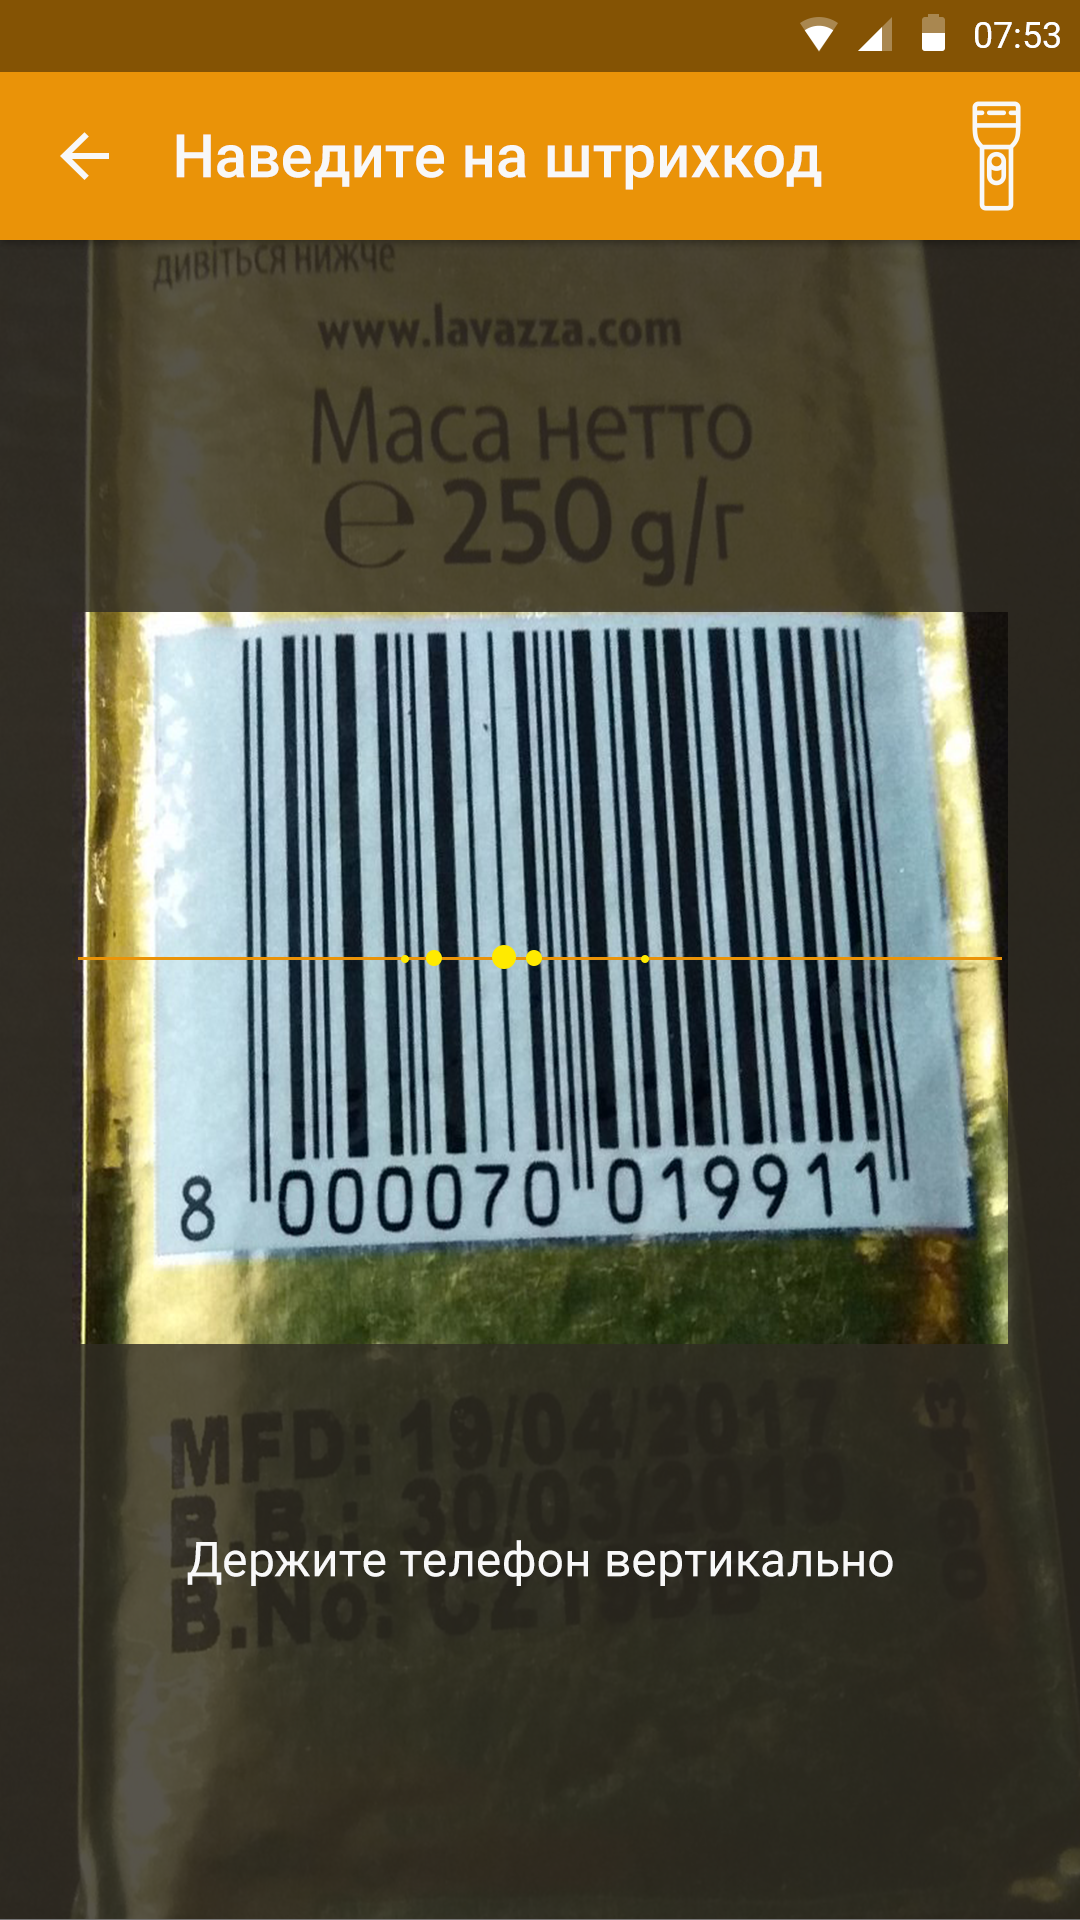 07:53
Наведите на штрихкод
дивіться нижче
www.lavazza.com
Маса нетто
℮ 250 g/г
8 000070 019911
MFD: 19/04/2017
B.B.: 30/03/2019
Держите телефон вертикально
B.No: